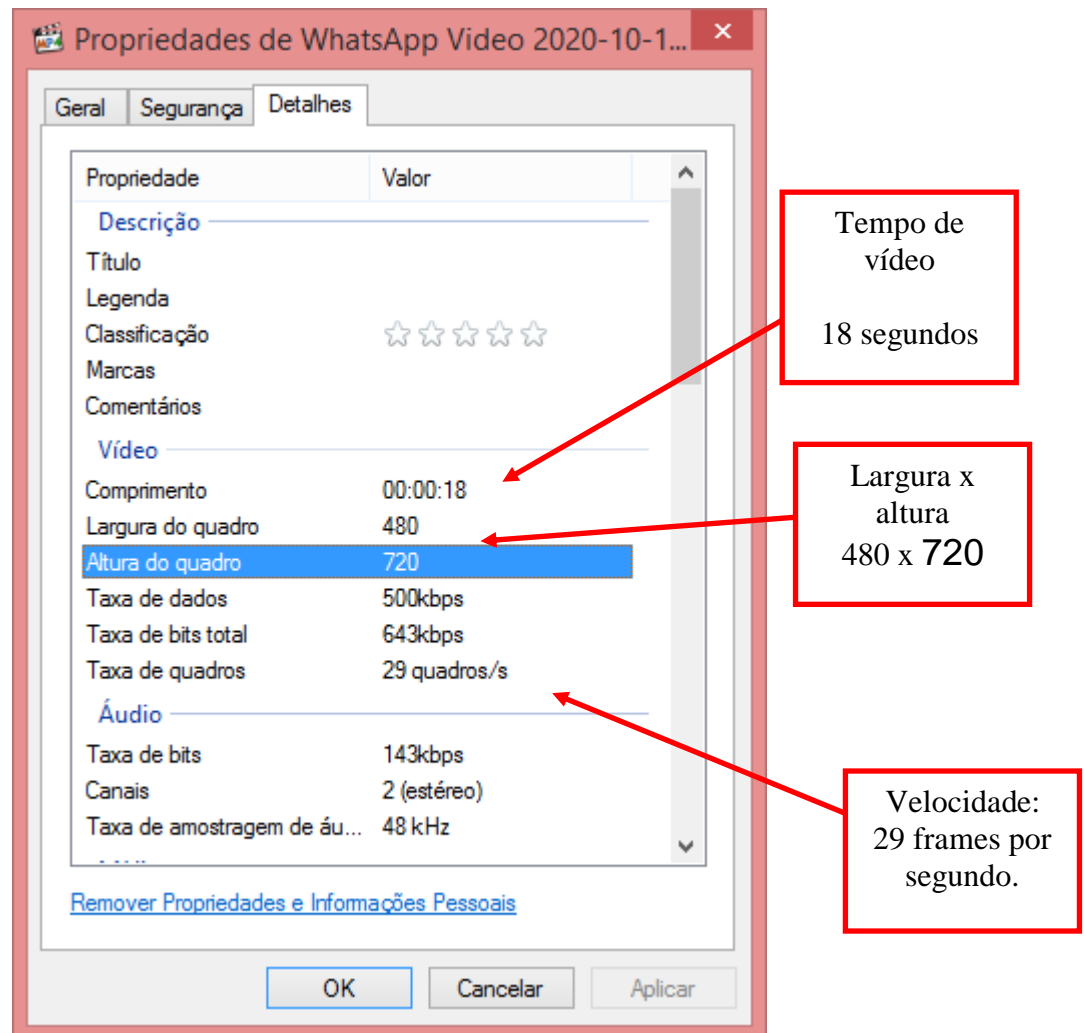 Propriedades de WhatsApp Video 2020-10-1...
Geral Segurança Detalhes
Propriedade Valor
Descrição
Título
Legenda
Classificação
Marcas
Comentários
Vídeo
Comprimento 00:00:18
Largura do quadro 480
Altura do quadro 720
Taxa de dados 500kbps
Taxa de bits total 643kbps
Taxa de quadros 29 quadros/s
Áudio
Taxa de bits 143kbps
Canais 2 (estéreo)
Taxa de amostragem de áu... 48 kHz
Remover Propriedades e Informações Pessoais
OK Cancelar Aplicar
Tempo de
vídeo
18 segundos
Largura x
altura
480 x 720
Velocidade:
29 frames por
segundo.